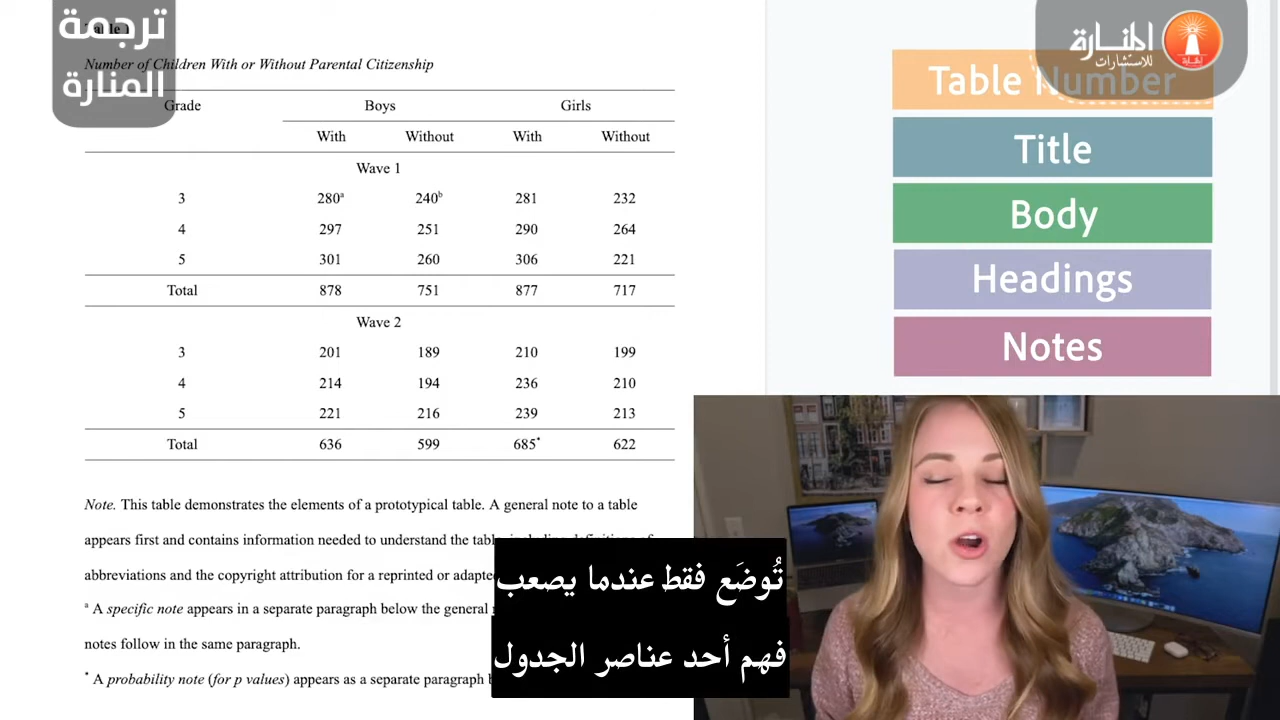 ترجمة
المنارة
Table 1
Number of Children With or Without Parental Citizenship
Grade Boys Girls
With Without With Without
Wave 1
3 280ᵃ 240ᵇ 281 232
4 297 251 290 264
5 301 260 306 221
Total 878 751 877 717
Wave 2
3 201 189 210 199
4 214 194 236 210
5 221 216 239 213
Total 636 599 685* 622
Note. This table demonstrates the elements of a prototypical table. A general note to a table
appears first and contains information needed to understand the table, including definitions of
abbreviations and the copyright attribution for a reprinted or adapted
ᵃ A specific note appears in a separate paragraph below the general
notes follow in the same paragraph.
* A probability note (for p values) appears as a separate paragraph
المنارة
للاستشارات
Table Number
Title
Body
Headings
Notes
تُوضَع فقط عندما يصعب
فهم أحد عناصر الجدول